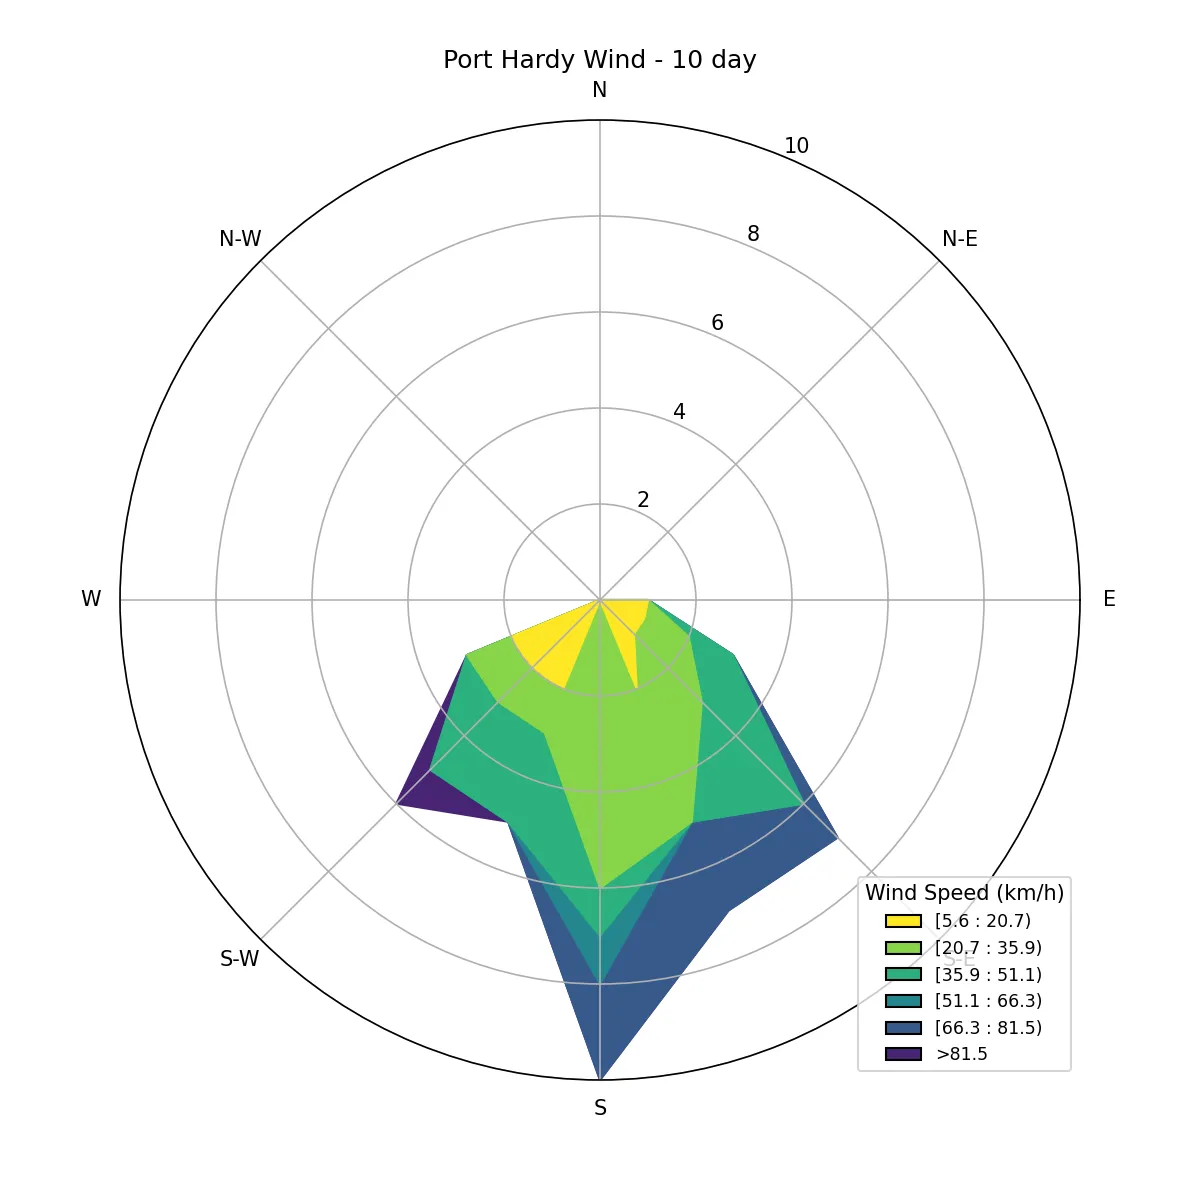 Port Hardy Wind - 10 day
N
10
N-W
8
N-E
6
4
2
W
E
Wind Speed (km/h)
[5.6 : 20.7)
[20.7 : 35.9)
S-W
S-E
[35.9 : 51.1)
[51.1 : 66.3)
[66.3 : 81.5)
>81.5
S